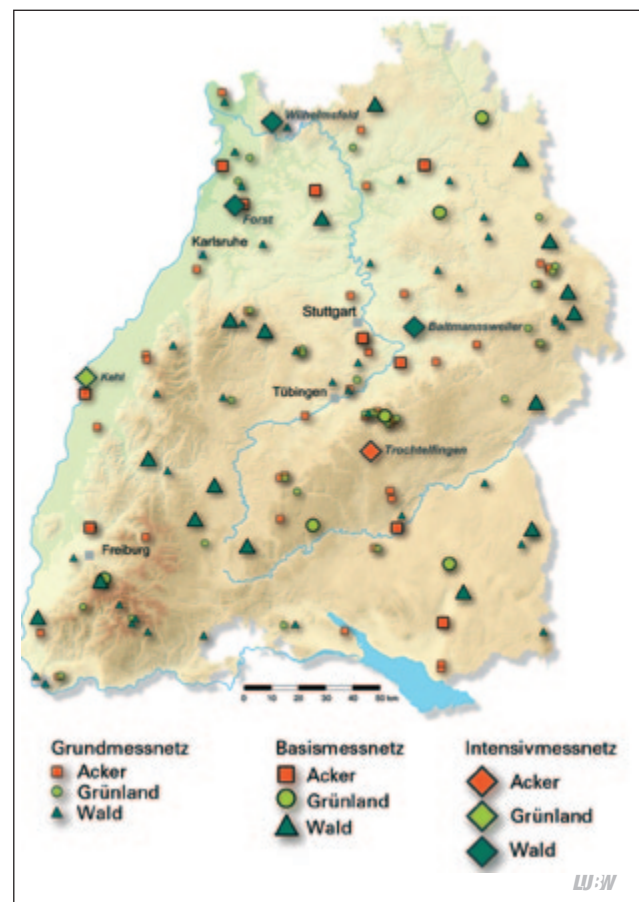 Wilhelmsfeld
Forst
Karlsruhe
Stuttgart
Baltmannsweiler
Kehl
Tübingen
Trochtelfingen
Freiburg
0 10 20 30 40 50 km
Grundmessnetz
Acker
Grünland
Wald
Basismessnetz
Acker
Grünland
Wald
Intensivmessnetz
Acker
Grünland
Wald
LUBW